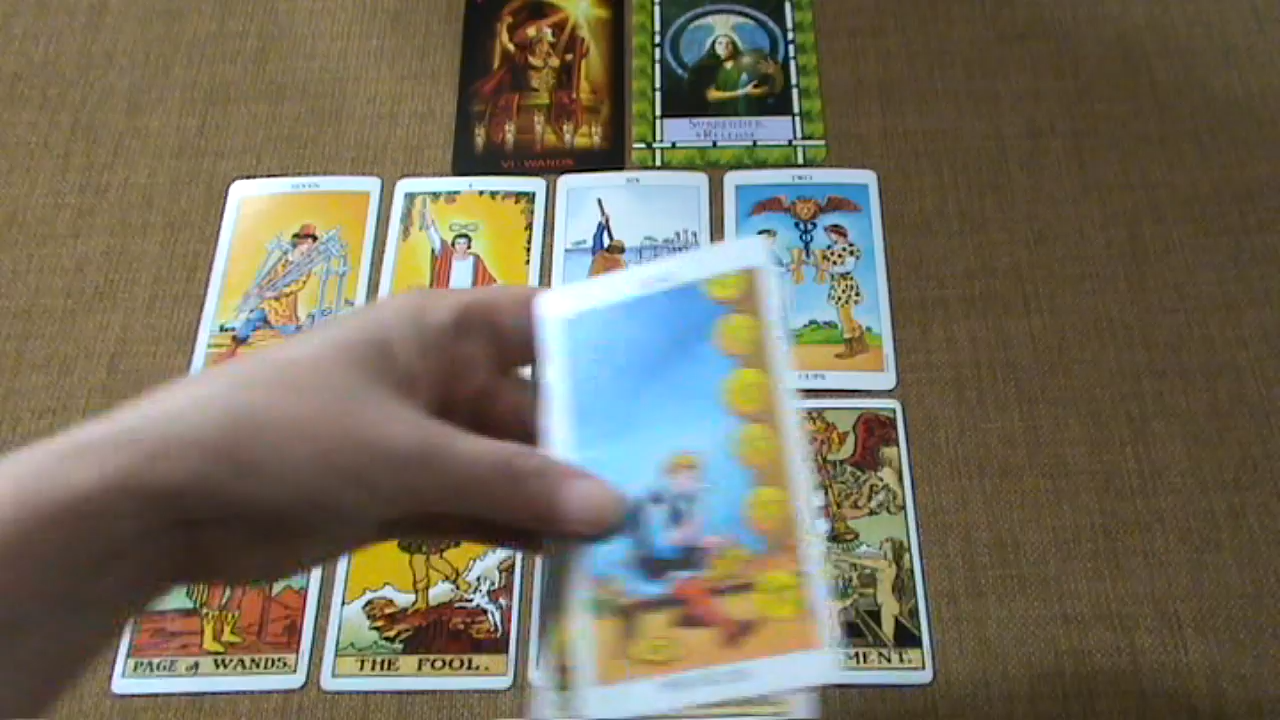 VI · WANDS
SURRENDER
& RELEASE
SEVEN
I
SIX
TWO
CUPS
PAGE of WANDS.
THE FOOL.
MENT.